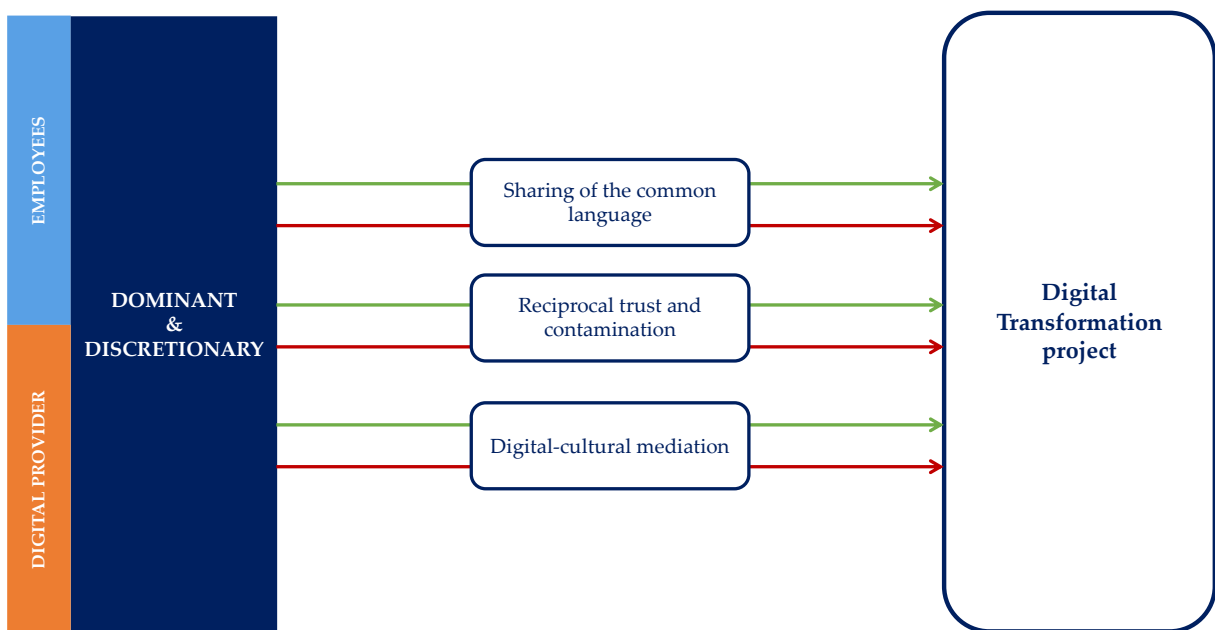 EMPLOYEES
DIGITAL PROVIDER
DOMINANT
&
DISCRETIONARY
Sharing of the common
language
Reciprocal trust and
contamination
Digital-cultural mediation
Digital
Transformation
project